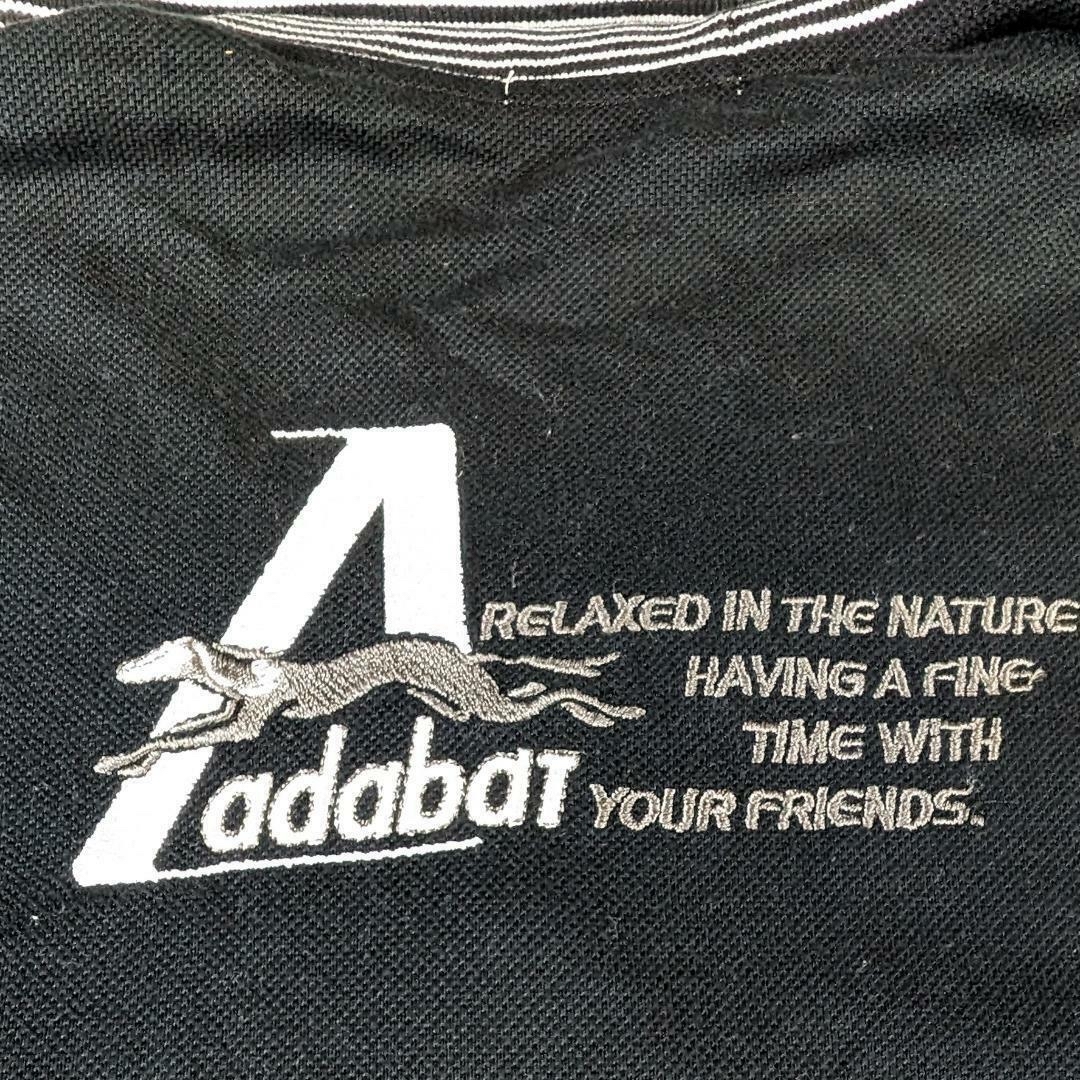 A
RELAXED IN THE NATURE
HAVING A FINE
TIME WITH
adabat YOUR FRIENDS.